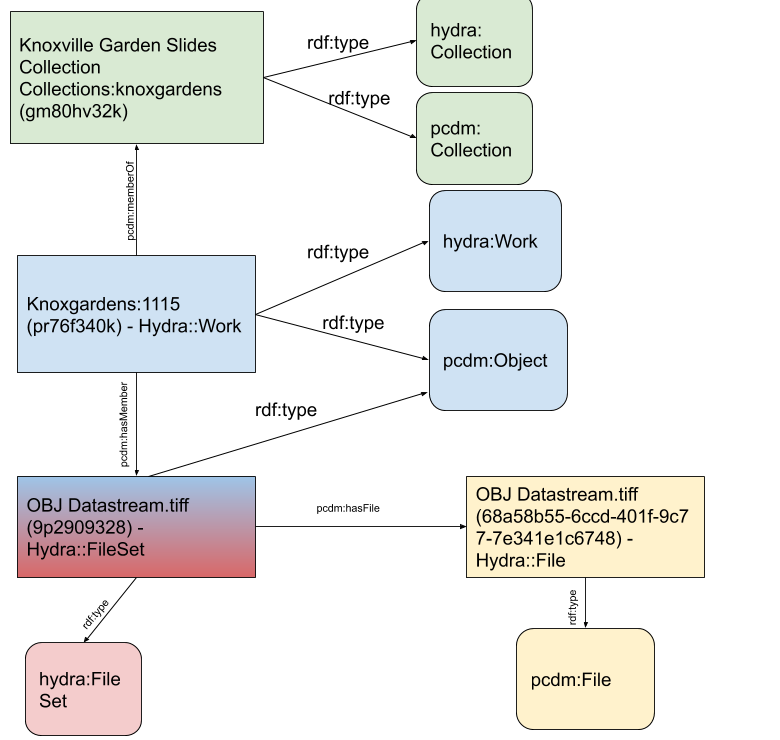 Knoxville Garden Slides
Collection
Collections:knoxgardens
(gm80hv32k)
rdf:type
hydra:
Collection
rdf:type
pcdm:
Collection
pcdm:memberOf
Knoxgardens:1115
(pr76f340k) - Hydra::Work
rdf:type
hydra:Work
rdf:type
pcdm:Object
pcdm:hasMember
rdf:type
OBJ Datastream.tiff
(9p2909328) -
Hydra::FileSet
pcdm:hasFile
OBJ Datastream.tiff
(68a58b55-6ccd-401f-9c7
7-7e341e1c6748) -
Hydra::File
rdf:type
hydra:File
Set
rdf:type
pcdm:File